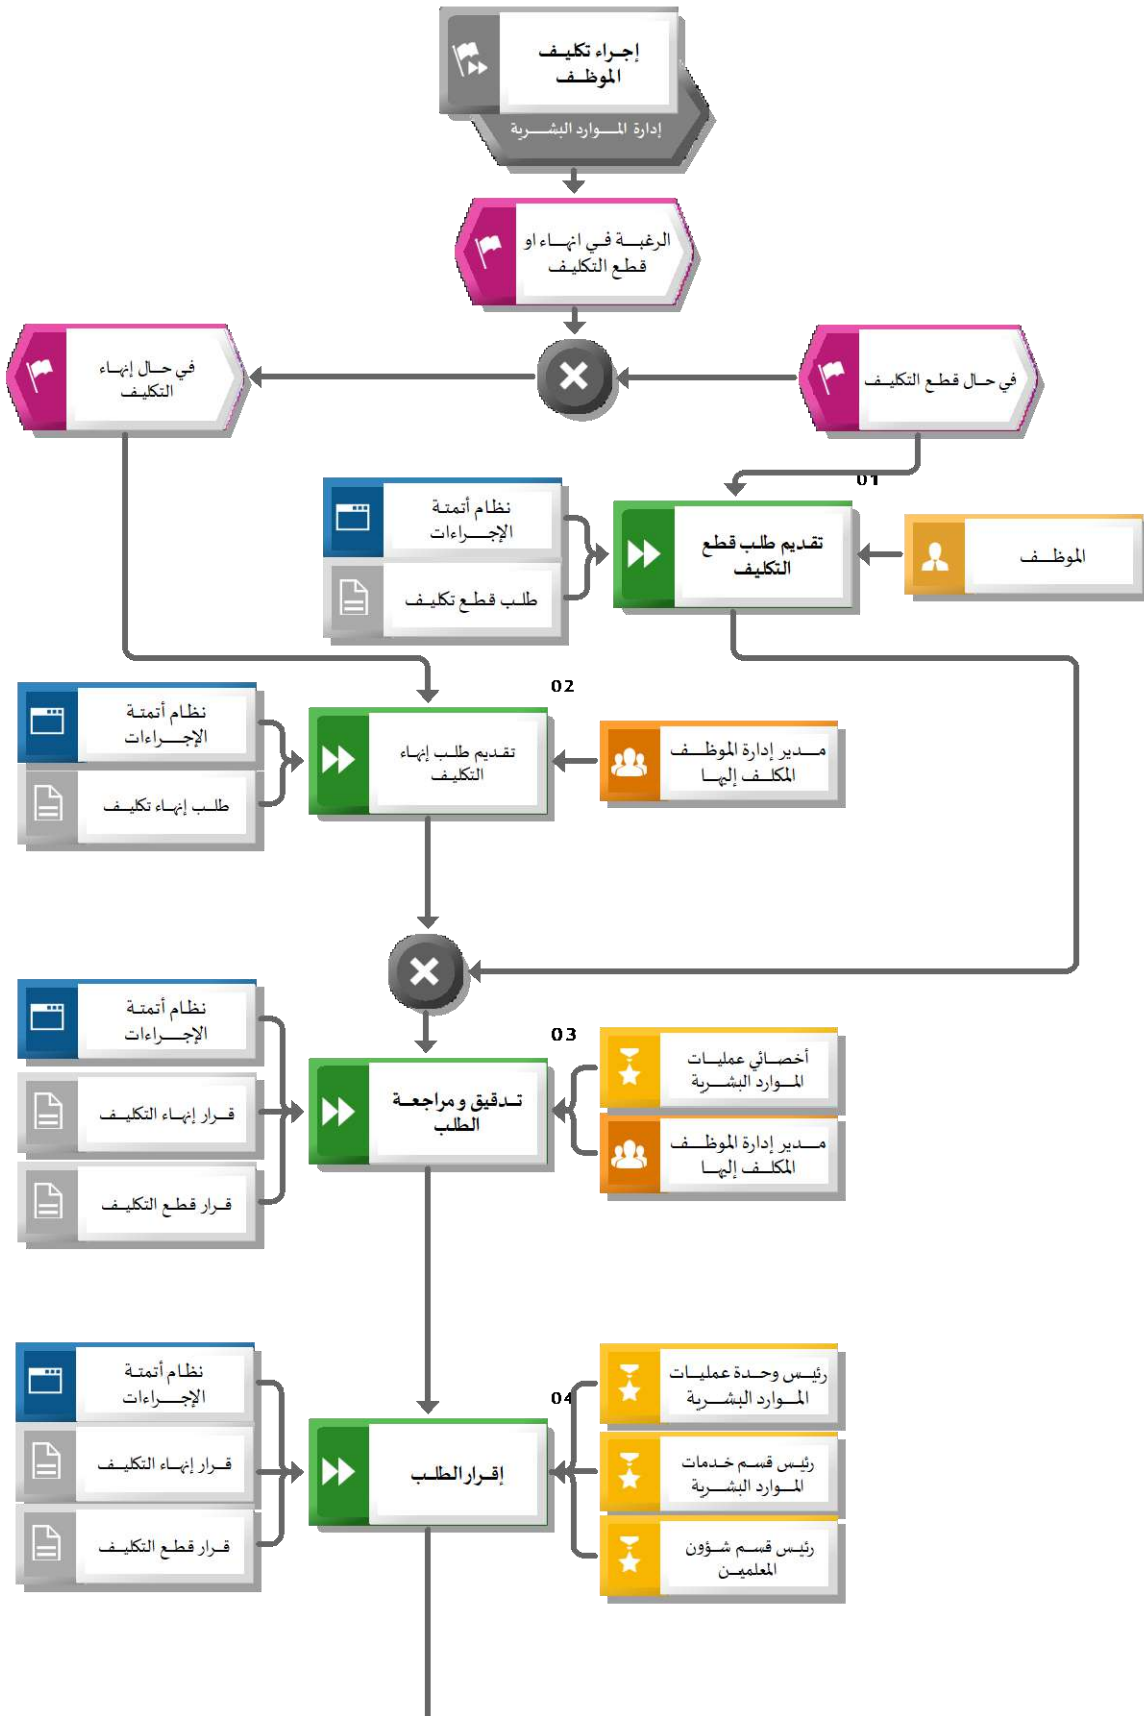 إجراء تكليف
الموظف
إدارة الموارد البشرية
الرغبة في انهاء او
قطع التكليف
في حال قطع التكليف
في حال إنهاء
التكليف
01
تقديم طلب قطع
التكليف
الموظف
نظام أتمتة
الإجراءات
طلب قطع تكليف
02
تقديم طلب إنهاء
التكليف
مدير إدارة الموظف
المكلف إليها
نظام أتمتة
الإجراءات
طلب إنهاء تكليف
03
تدقيق ومراجعة
الطلب
أخصائي عمليات
الموارد البشرية
مدير إدارة الموظف
المكلف إليها
نظام أتمتة
الإجراءات
قرار إنهاء التكليف
قرار قطع التكليف
04
إقرار الطلب
رئيس وحدة عمليات
الموارد البشرية
رئيس قسم خدمات
الموارد البشرية
رئيس قسم شؤون
المعلمين
نظام أتمتة
الإجراءات
قرار إنهاء التكليف
قرار قطع التكليف